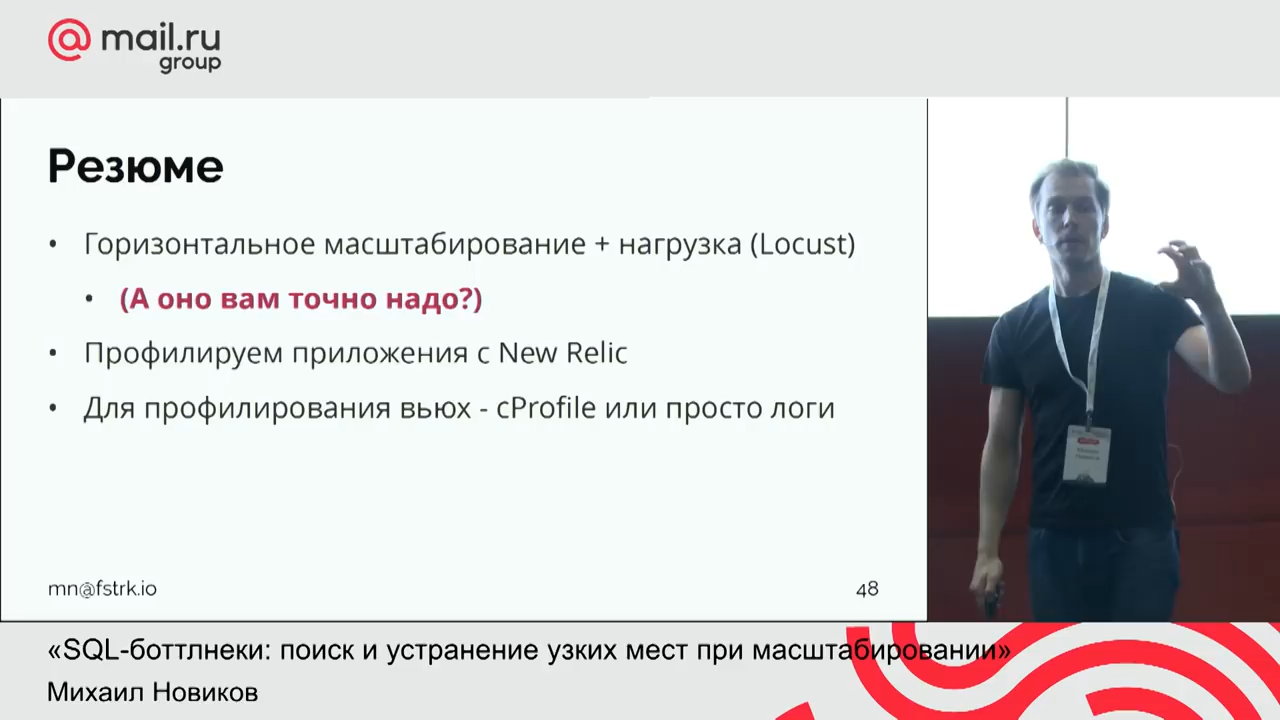 @ mail.ru
group
Резюме
• Горизонтальное масштабирование + нагрузка (Locust)
• (А оно вам точно надо?)
• Профилируем приложения с New Relic
• Для профилирования вьюх - cProfile или просто логи
mn@fstrk.io
48
«SQL-боттлнеки: поиск и устранение узких мест при масштабировании»
Михаил Новиков